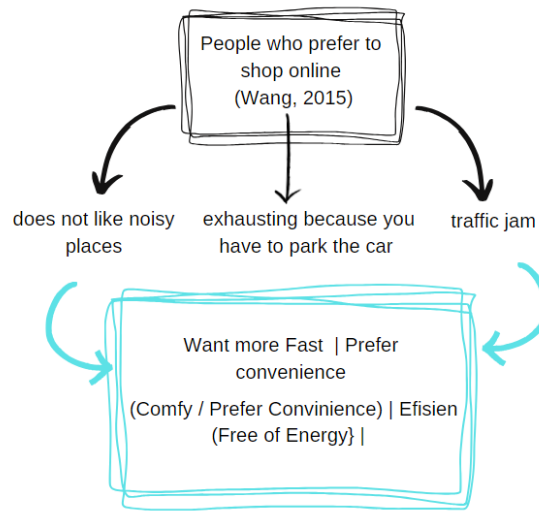 People who prefer to
shop online
(Wang, 2015)
does not like noisy
places
exhausting because you
have to park the car
traffic jam
Want more Fast | Prefer
convenience
(Comfy / Prefer Convinience) | Efisien
(Free of Energy} |